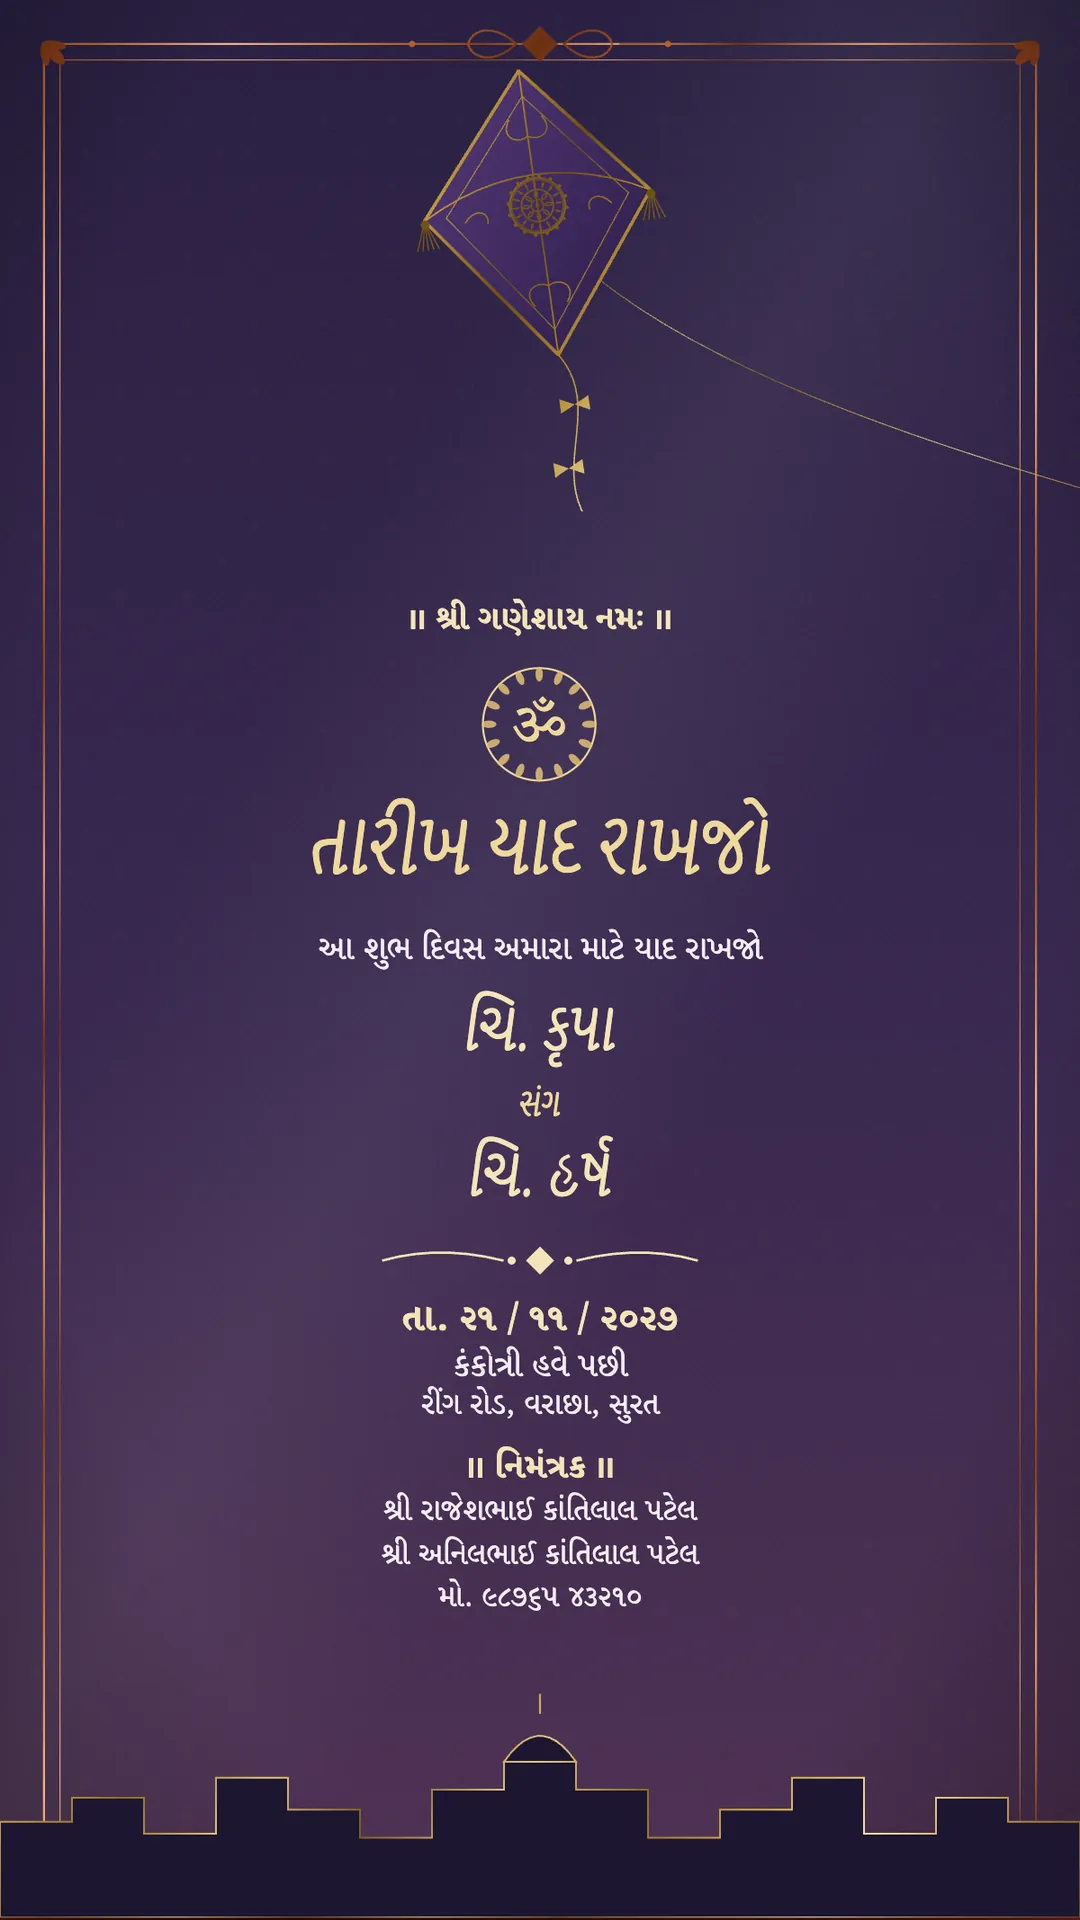 ॥ શ્રી ગણેશાય નમઃ ॥
ૐ
તારીખ યાદ રાખજો
આ શુભ દિવસ અમારા માટે યાદ રાખજો
ચિ. કૃપા
સંગ
ચિ. હર્ષ
તા. ૨૧ / ૧૧ / ૨૦૨૭
કંકોત્રી હવે પછી
રીંગ રોડ, વરાછા, સુરત
॥ નિમંત્રક ॥
શ્રી રાજેશભાઈ કાંતિલાલ પટેલ
શ્રી અનિલભાઈ કાંતિલાલ પટેલ
મો. ૯૮૭૬૫ ૪૩૨૧૦